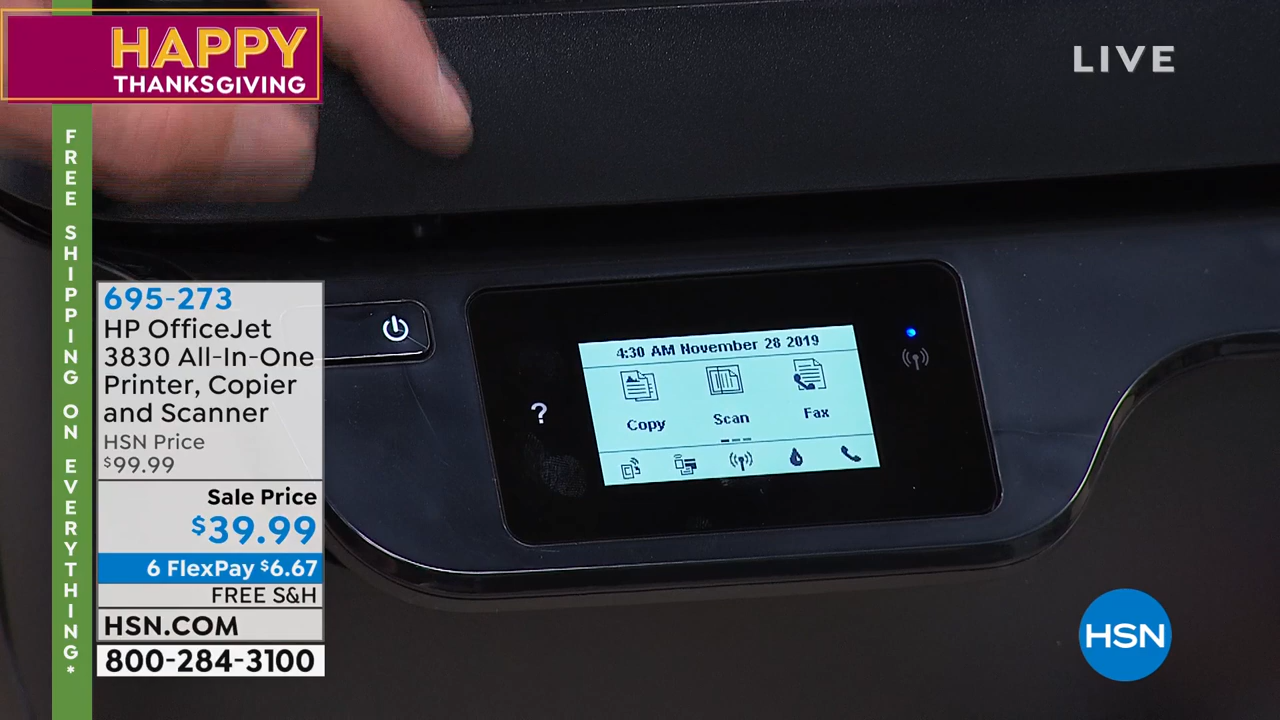 HAPPY
THANKSGIVING
LIVE
FREE SHIPPING ON EVERYTHING*
695-273
HP OfficeJet
3830 All-In-One
Printer, Copier
and Scanner
HSN Price
$99.99
Sale Price
$39.99
6 FlexPay $6.67
FREE S&H
HSN.COM
800-284-3100
4:30 AM November 28 2019
Copy Scan Fax
?
HSN